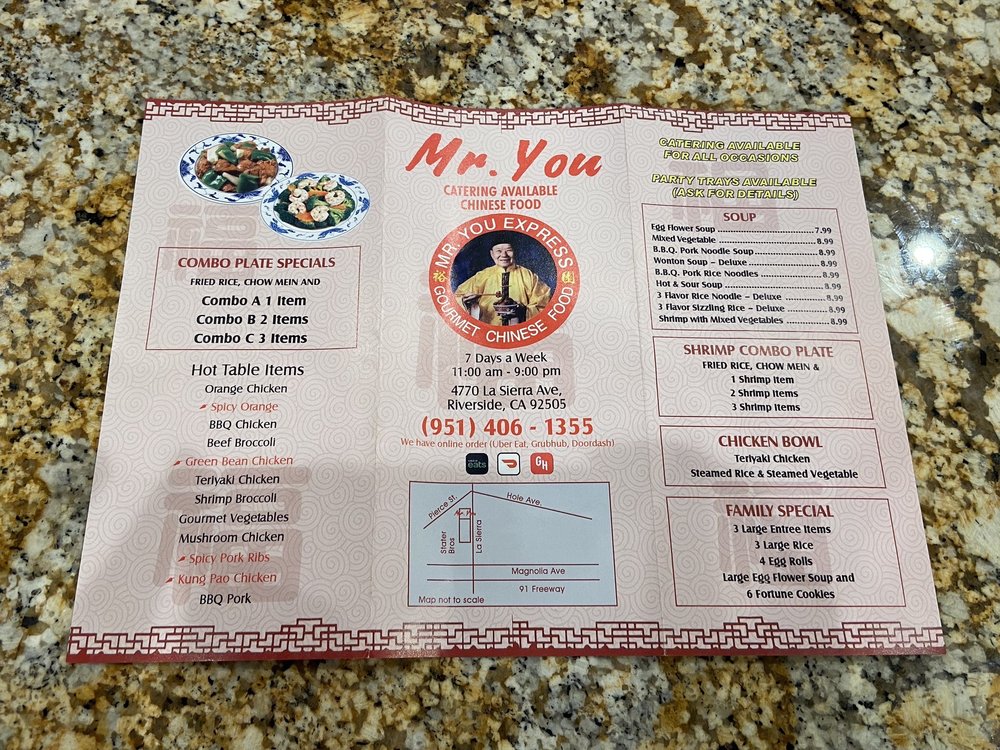 COMBO PLATE SPECIALS
FRIED RICE, CHOW MEIN AND
Combo A 1 Item
Combo B 2 Items
Combo C 3 Items
Hot Table Items
Orange Chicken
Spicy Orange
BBQ Chicken
Beef Broccoli
Green Bean Chicken
Teriyaki Chicken
Shrimp Broccoli
Gourmet Vegetables
Mushroom Chicken
Spicy Pork Ribs
Kung Pao Chicken
BBQ Pork
Mr. You
CATERING AVAILABLE
CHINESE FOOD
MR. YOU EXPRESS
GOURMET CHINESE FOOD
7 Days a Week
11:00 am - 9:00 pm
4770 La Sierra Ave,
Riverside, CA 92505
(951) 406 - 1355
We have online order (Uber Eat, Grubhub, Doordash)
eats
GH
Pierce St.
Hole Ave.
Mr. You
Stater Bros
La Sierra
Magnolia Ave
91 Freeway
Map not to scale
CATERING AVAILABLE
FOR ALL OCCASIONS
PARTY TRAYS AVAILABLE
(ASK FOR DETAILS)
SOUP
Egg Flower Soup 7.99
Mixed Vegetable 8.99
B.B.Q. Pork Noodle Soup 8.99
Wonton Soup – Deluxe 8.99
B.B.Q. Pork Rice Noodles 8.99
Hot & Sour Soup 8.99
3 Flavor Rice Noodle – Deluxe 8.99
3 Flavor Sizzling Rice – Deluxe 8.99
Shrimp with Mixed Vegetables 8.99
SHRIMP COMBO PLATE
FRIED RICE, CHOW MEIN &
1 Shrimp Item
2 Shrimp Items
3 Shrimp Items
CHICKEN BOWL
Teriyaki Chicken
Steamed Rice & Steamed Vegetable
FAMILY SPECIAL
3 Large Entree Items
3 Large Rice
4 Egg Rolls
Large Egg Flower Soup and
6 Fortune Cookies